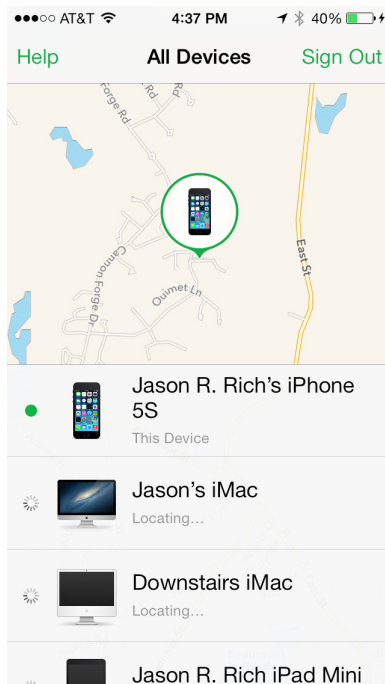 AT&T 4:37 PM 40%
Help All Devices Sign Out
Forge Rd
Rd
Rd
Cannon Forge Dr
Ouimet Ln
East St
Jason R. Rich's iPhone
5S
This Device
Jason's iMac
Locating...
Downstairs iMac
Locating...
Jason R. Rich iPad Mini